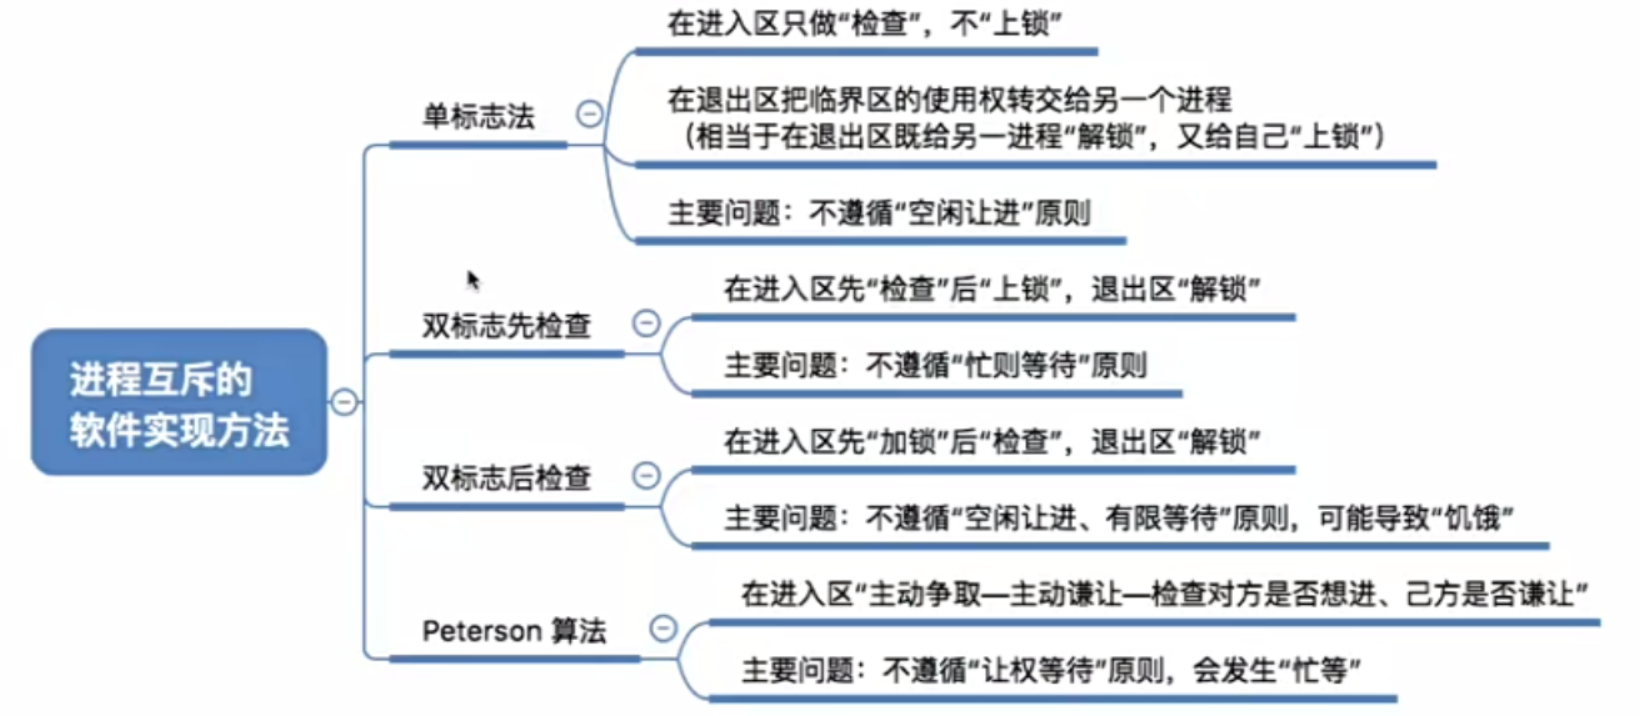 进程互斥的
软件实现方法
单标志法
在进入区只做“检查”，不“上锁”
在退出区把临界区的使用权转交给另一个进程
（相当于在退出区既给另一进程“解锁”，又给自己“上锁”）
主要问题：不遵循“空闲让进”原则
双标志先检查
在进入区先“检查”后“上锁”，退出区“解锁”
主要问题：不遵循“忙则等待”原则
双标志后检查
在进入区先“加锁”后“检查”，退出区“解锁”
主要问题：不遵循“空闲让进、有限等待”原则，可能导致“饥饿”
Peterson 算法
在进入区“主动争取—主动谦让—检查对方是否想进、己方是否谦让”
主要问题：不遵循“让权等待”原则，会发生“忙等”